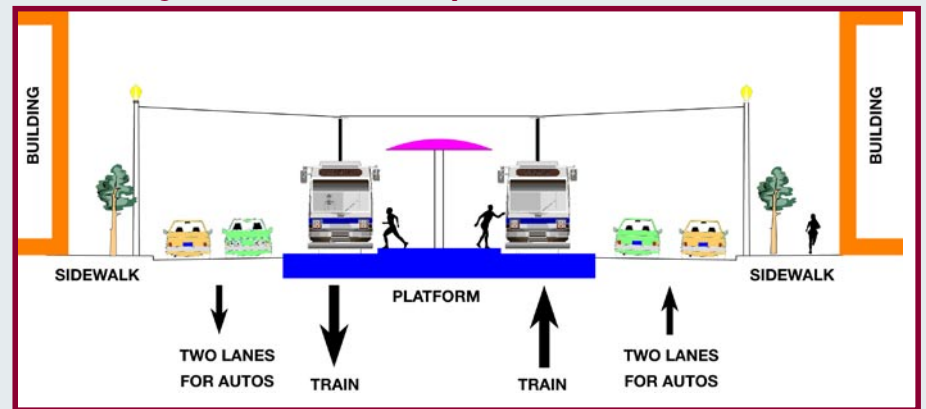 BUILDING
BUILDING
SIDEWALK
PLATFORM
SIDEWALK
TWO LANES
FOR AUTOS
TRAIN
TRAIN
TWO LANES
FOR AUTOS